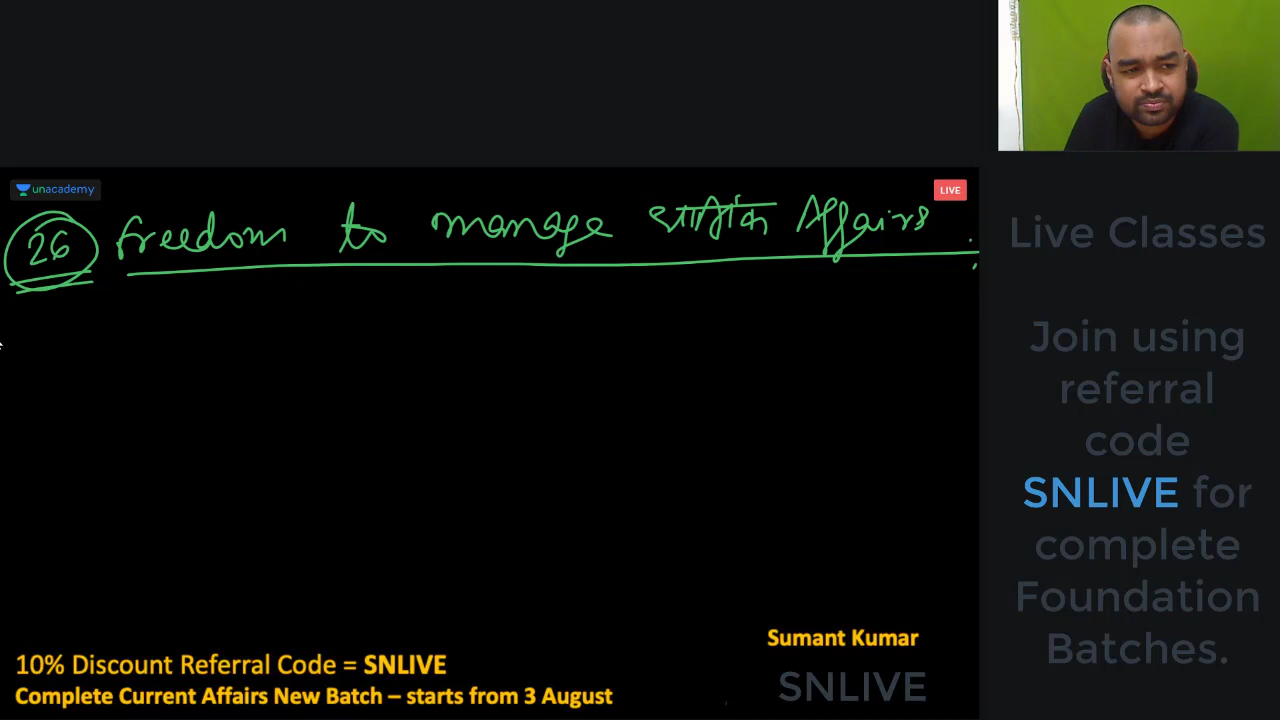 unacademy
LIVE
26 freedom to manage धार्मिक Affairs.
Live Classes
Join using
referral
code
SNLIVE for
complete
Foundation
Batches.
Sumant Kumar
10% Discount Referral Code = SNLIVE
SNLIVE
Complete Current Affairs New Batch – starts from 3 August